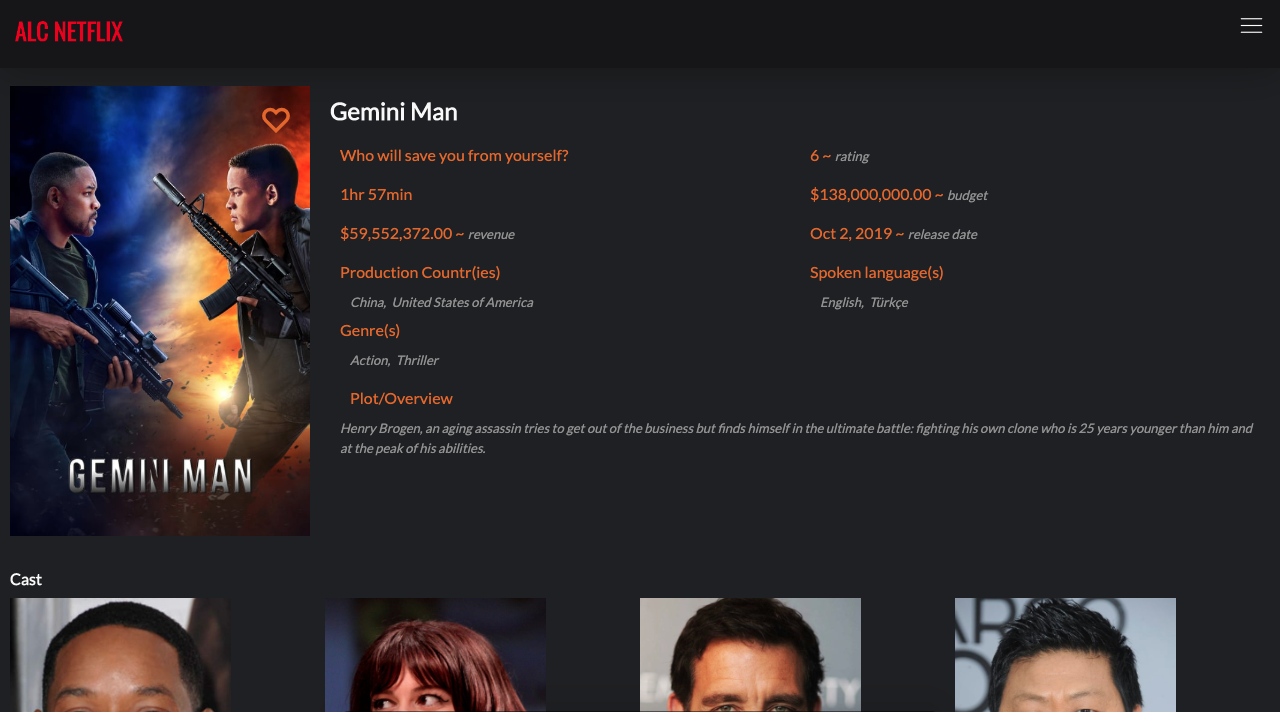 ALC NETFLIX
GEMINI MAN
Gemini Man
Who will save you from yourself?
6 ~ rating
1hr 57min
$138,000,000.00 ~ budget
$59,552,372.00 ~ revenue
Oct 2, 2019 ~ release date
Production Countr(ies)
Spoken language(s)
China, United States of America
English, Türkçe
Genre(s)
Action, Thriller
Plot/Overview
Henry Brogen, an aging assassin tries to get out of the business but finds himself in the ultimate battle: fighting his own clone who is 25 years younger than him and
at the peak of his abilities.
Cast